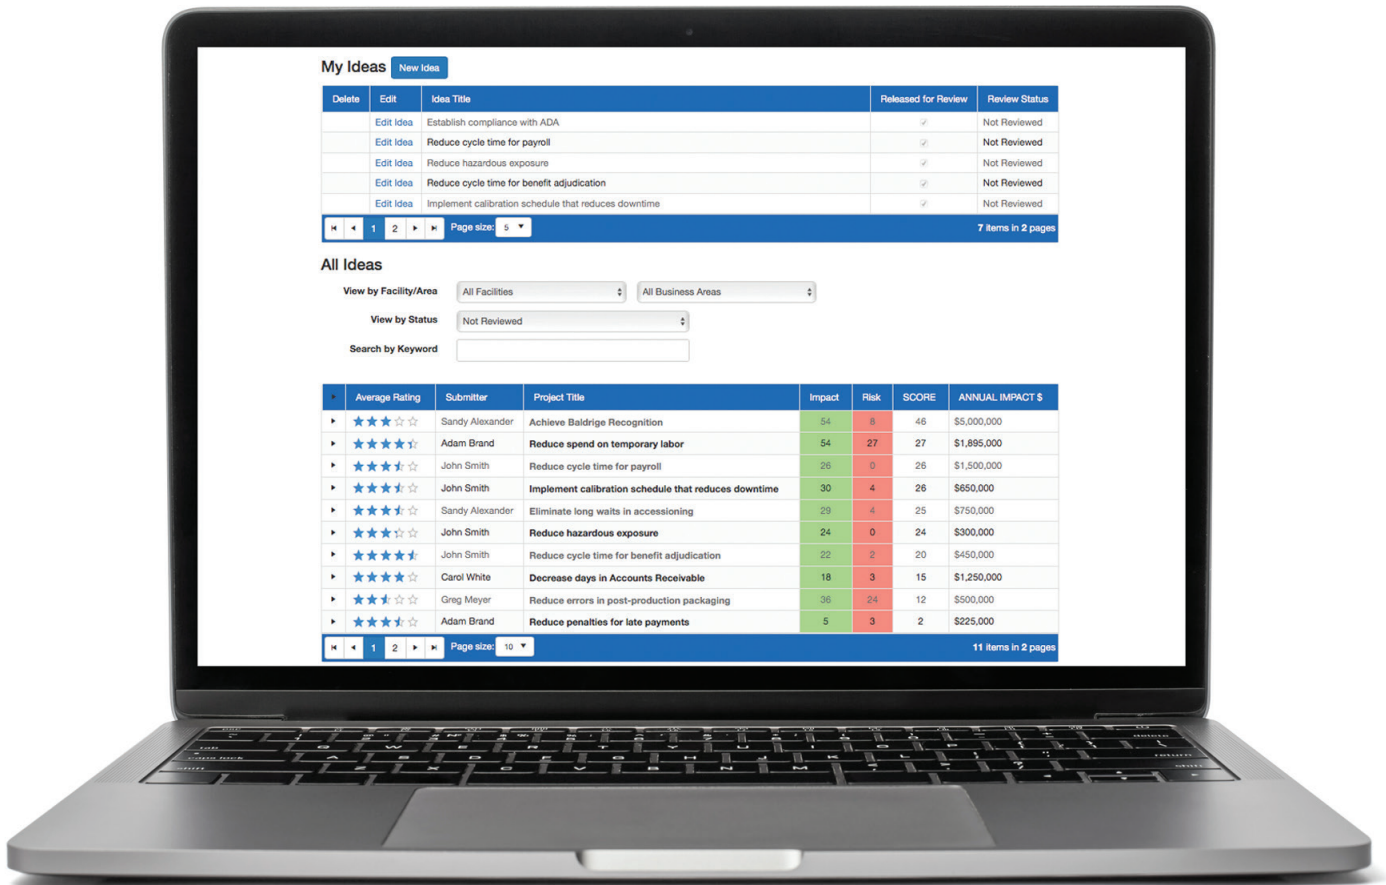 My Ideas New Idea
Delete Edit Idea Title Released for Review Review Status
Edit Idea Establish compliance with ADA Not Reviewed
Edit Idea Reduce cycle time for payroll Not Reviewed
Edit Idea Reduce hazardous exposure Not Reviewed
Edit Idea Reduce cycle time for benefit adjudication Not Reviewed
Edit Idea Implement calibration schedule that reduces downtime Not Reviewed
1 2 Page size: 5 7 items in 2 pages
All Ideas
View by Facility/Area All Facilities All Business Areas
View by Status Not Reviewed
Search by Keyword
Average Rating Submitter Project Title Impact Risk SCORE ANNUAL IMPACT $
Sandy Alexander Achieve Baldrige Recognition 54 8 46 $5,000,000
Adam Brand Reduce spend on temporary labor 54 27 27 $1,895,000
John Smith Reduce cycle time for payroll 26 0 26 $1,500,000
John Smith Implement calibration schedule that reduces downtime 30 4 26 $650,000
Sandy Alexander Eliminate long waits in accessioning 29 4 25 $750,000
John Smith Reduce hazardous exposure 24 0 24 $300,000
John Smith Reduce cycle time for benefit adjudication 22 2 20 $450,000
Carol White Decrease days in Accounts Receivable 18 3 15 $1,250,000
Greg Meyer Reduce errors in post-production packaging 36 24 12 $500,000
Adam Brand Reduce penalties for late payments 5 3 2 $225,000
1 2 Page size: 10 11 items in 2 pages
delete
tab Q W E R T Y U I O P
caps lock A S D F G H J K L return
shift Z X C V B N M shift